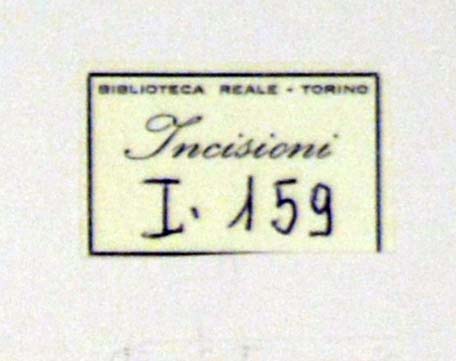 BIBLIOTECA REALE - TORINO
Incisioni
I. 159